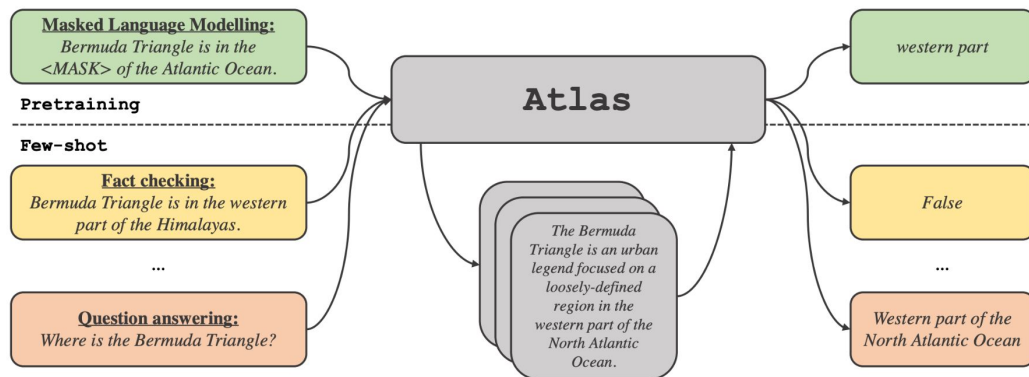 Masked Language Modelling:
Bermuda Triangle is in the
<MASK> of the Atlantic Ocean.
Pretraining
Few-shot
Fact checking:
Bermuda Triangle is in the western
part of the Himalayas.
...
Question answering:
Where is the Bermuda Triangle?
Atlas
The Bermuda
Triangle is an urban
legend focused on a
loosely-defined
region in the
western part of the
North Atlantic
Ocean.
western part
False
...
Western part of the
North Atlantic Ocean